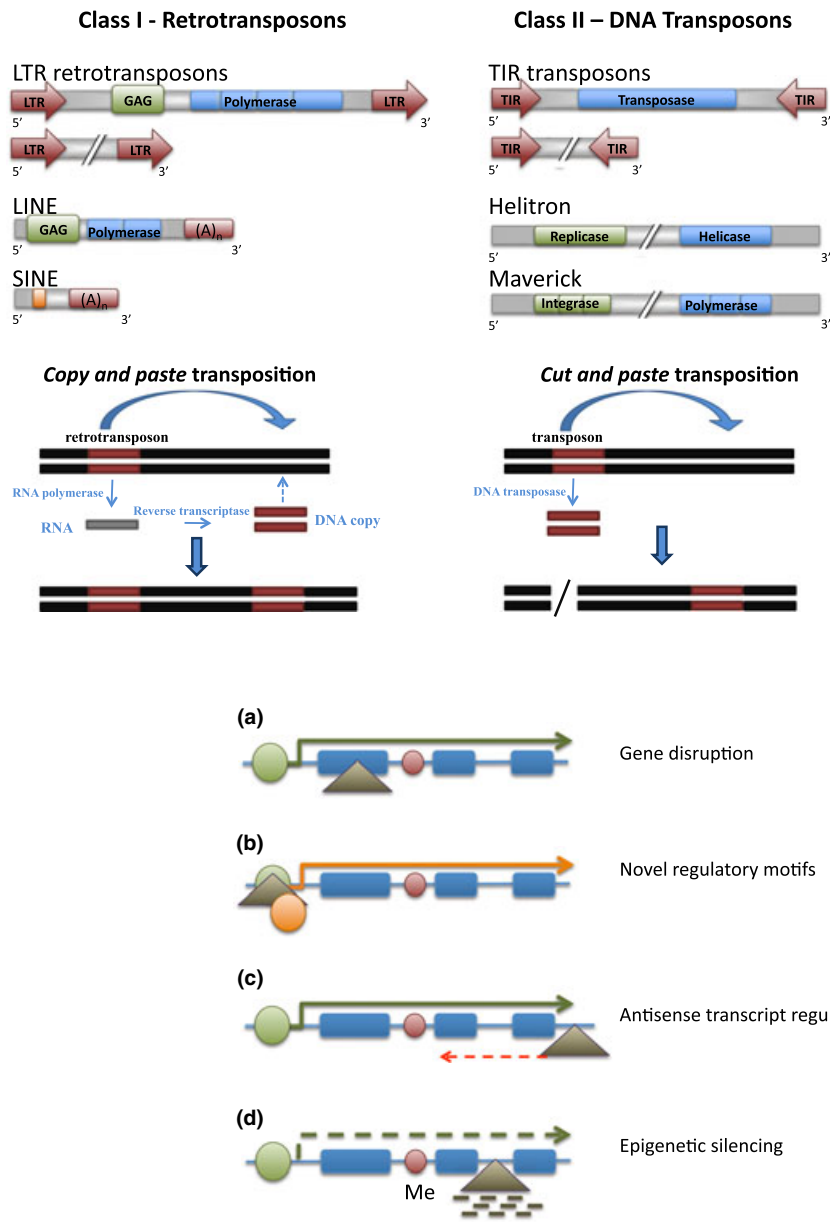 Class I - Retrotransposons
LTR retrotransposons
LTR GAG Polymerase LTR
5’ 3’
LTR LTR
5’ 3’
LINE
GAG Polymerase (A)n
5’ 3’
SINE
(A)n
5’ 3’
Copy and paste transposition
retrotransposon
RNA polymerase
Reverse transcriptase
RNA DNA copy
Class II – DNA Transposons
TIR transposons
TIR Transposase TIR
5’ 3’
TIR TIR
5’ 3’
Helitron
Replicase Helicase
5’ 3’
Maverick
Integrase Polymerase
5’ 3’
Cut and paste transposition
transposon
DNA transposase
(a)
Gene disruption
(b)
Novel regulatory motifs
(c)
Antisense transcript regu
(d)
Epigenetic silencing
Me